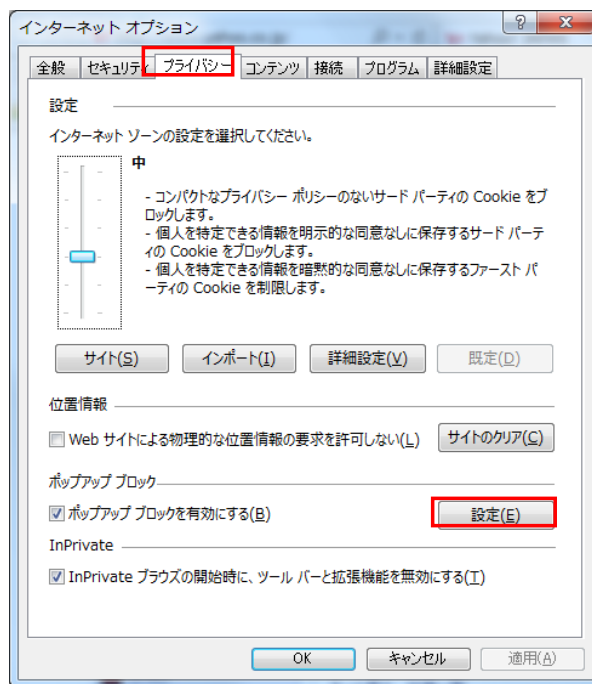 インターネット オプション
全般 セキュリティ プライバシー コンテンツ 接続 プログラム 詳細設定
設定
インターネット ゾーンの設定を選択してください。
中
- コンパクトなプライバシー ポリシーのないサード パーティの Cookie をブ
ロックします。
- 個人を特定できる情報を明示的な同意なしに保存するサード パーテ
ィの Cookie をブロックします。
- 個人を特定できる情報を暗黙的な同意なしに保存するファースト パ
ーティの Cookie を制限します。
サイト(S) インポート(I) 詳細設定(V) 既定(D)
位置情報
Web サイトによる物理的な位置情報の要求を許可しない(L) サイトのクリア(C)
ポップアップ ブロック
ポップアップ ブロックを有効にする(B) 設定(E)
InPrivate
InPrivate ブラウズの開始時に、ツール バーと拡張機能を無効にする(T)
OK キャンセル 適用(A)